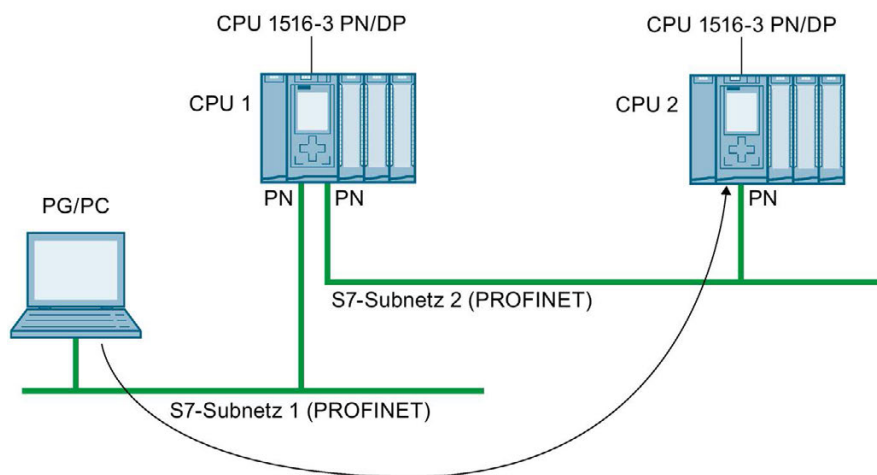 CPU 1516-3 PN/DP
CPU 1516-3 PN/DP
CPU 1
CPU 2
PN
PN
PN
PG/PC
S7-Subnetz 2 (PROFINET)
S7-Subnetz 1 (PROFINET)